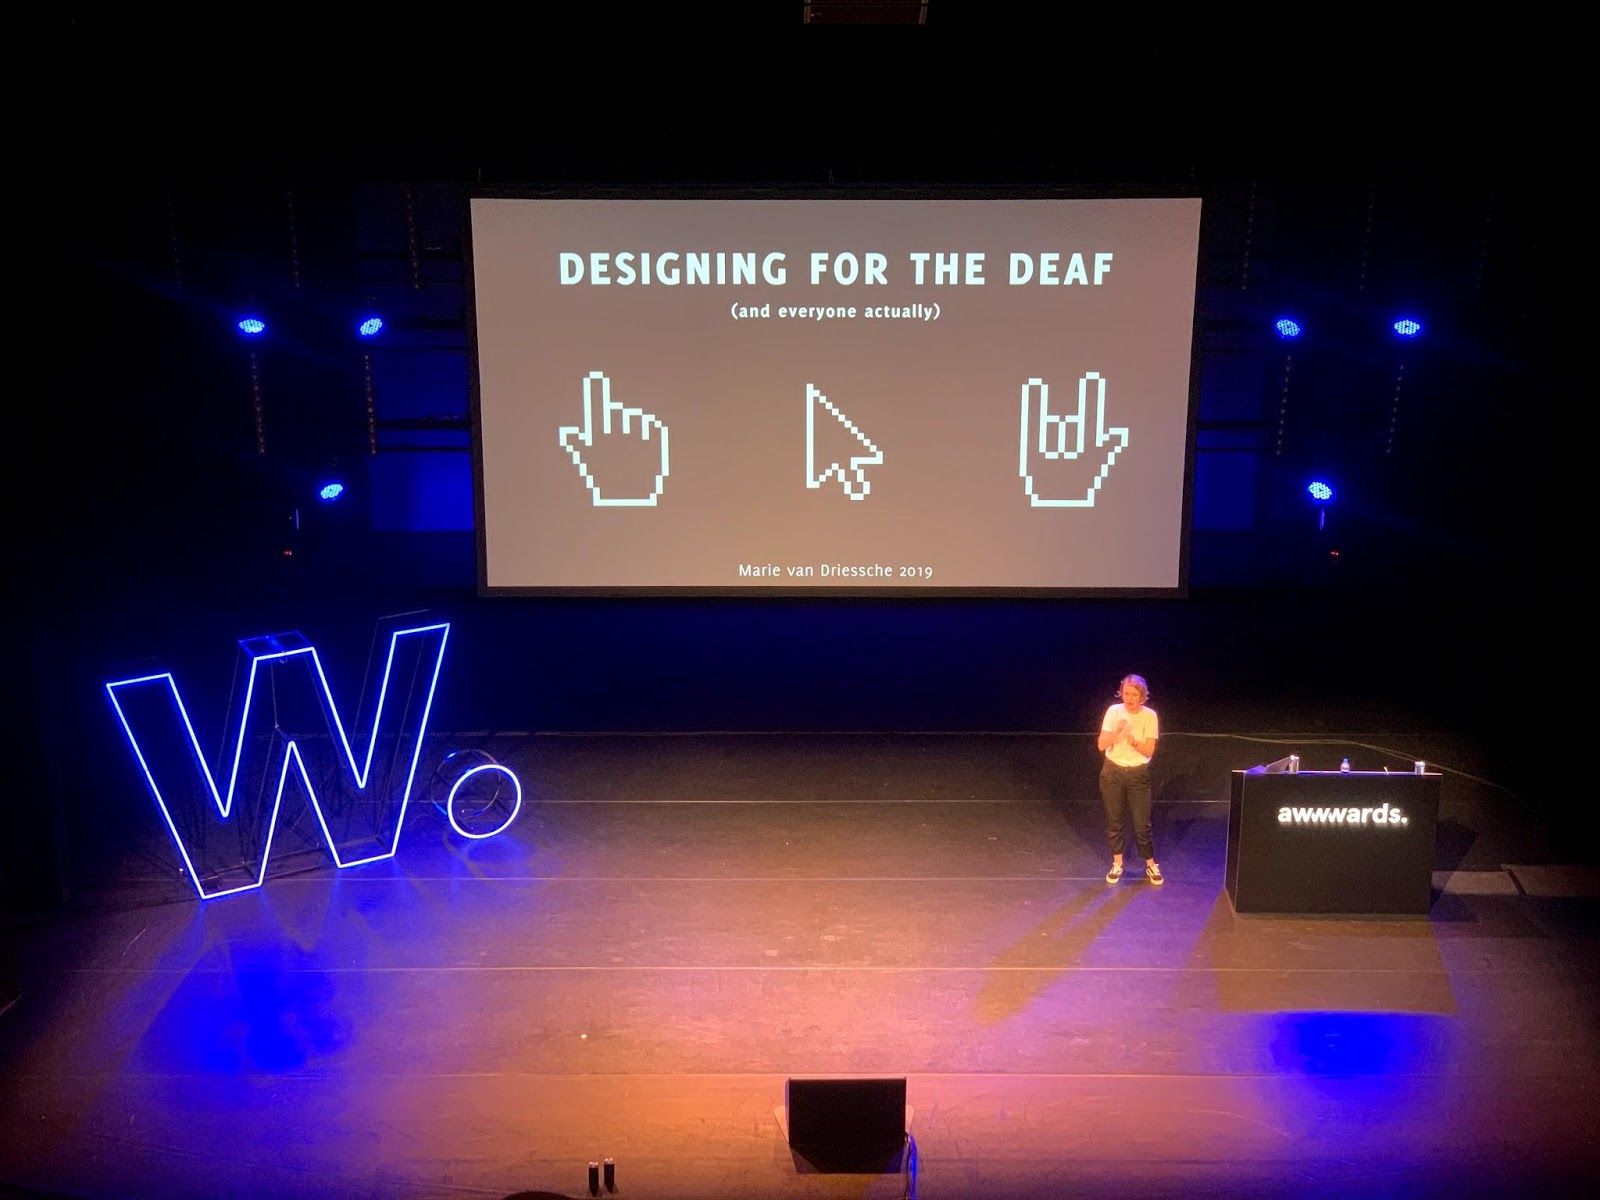 DESIGNING FOR THE DEAF
(and everyone actually)
Marie van Driessche 2019
W.
awwwards.